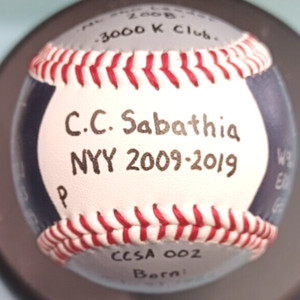 2008
3000 K Club.
C.C. Sabathia
NYY 2009-2019
P
CCSA 002
Born: